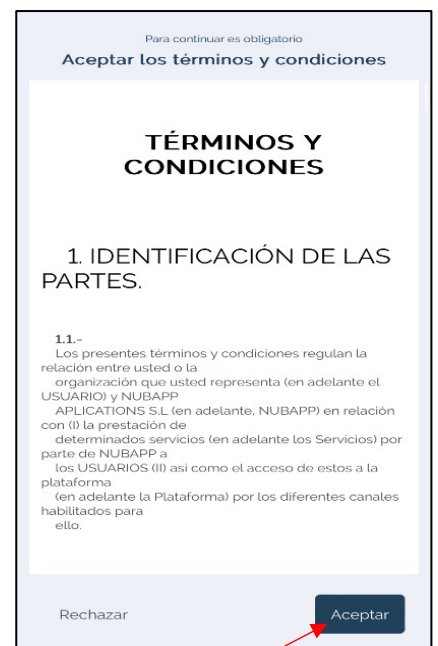 Para continuar es obligatorio
Aceptar los términos y condiciones
TÉRMINOS Y
CONDICIONES
1. IDENTIFICACIÓN DE LAS
PARTES.
1.1.-
Los presentes términos y condiciones regulan la
relación entre usted o la
organización que usted representa (en adelante el
USUARIO) y NUBAPP
APLICATIONS S.L (en adelante, NUBAPP) en relación
con (I) la prestación de
determinados servicios (en adelante los Servicios) por
parte de NUBAPP a
los USUARIOS (II) asi como el acceso de estos a la
plataforma
(en adelante la Plataforma) por los diferentes canales
habilitados para
ello.
Rechazar
Aceptar